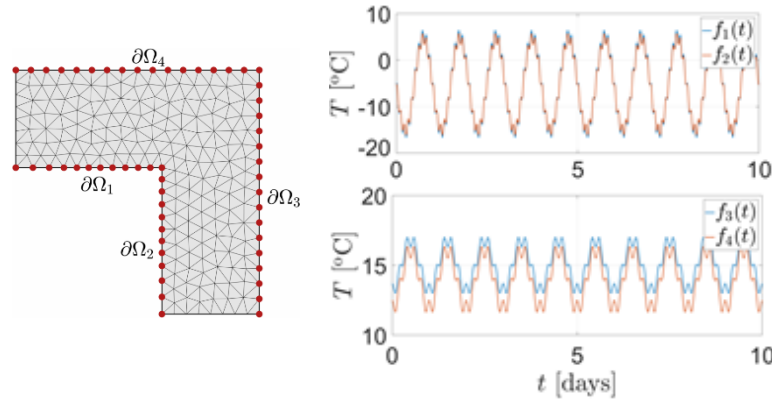 ∂Ω₄
∂Ω₁
∂Ω₂
∂Ω₃
10
0
-10
-20
T [°C]
f₁(t)
f₂(t)
0
5
10
20
15
10
T [°C]
f₃(t)
f₄(t)
0
5
10
t [days]